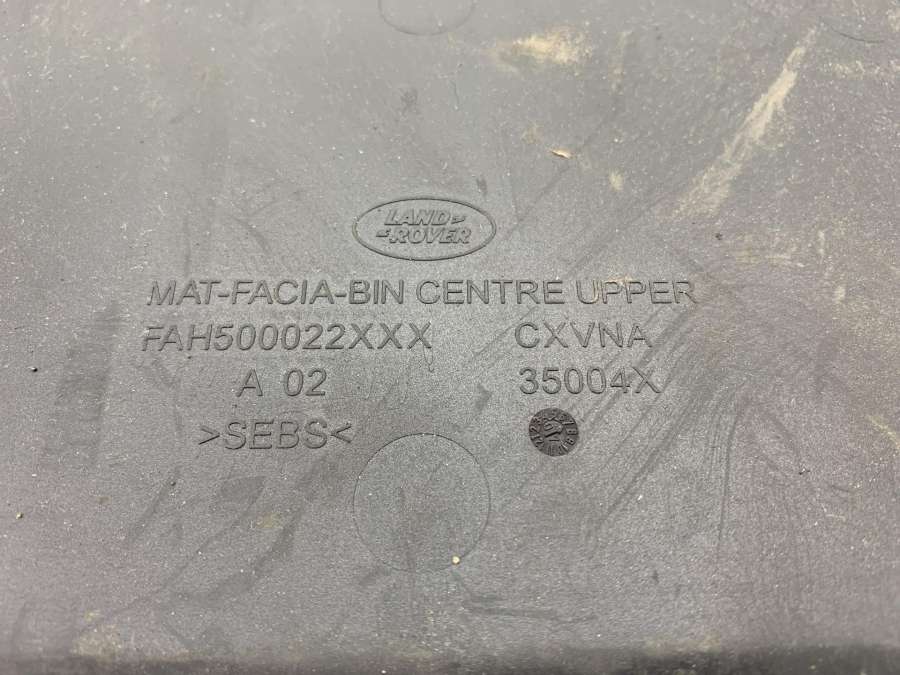 LAND
ROVER
MAT-FACIA-BIN CENTRE UPPER
FAH500022XXX CXVNA
A 02 35004X
>SEBS<